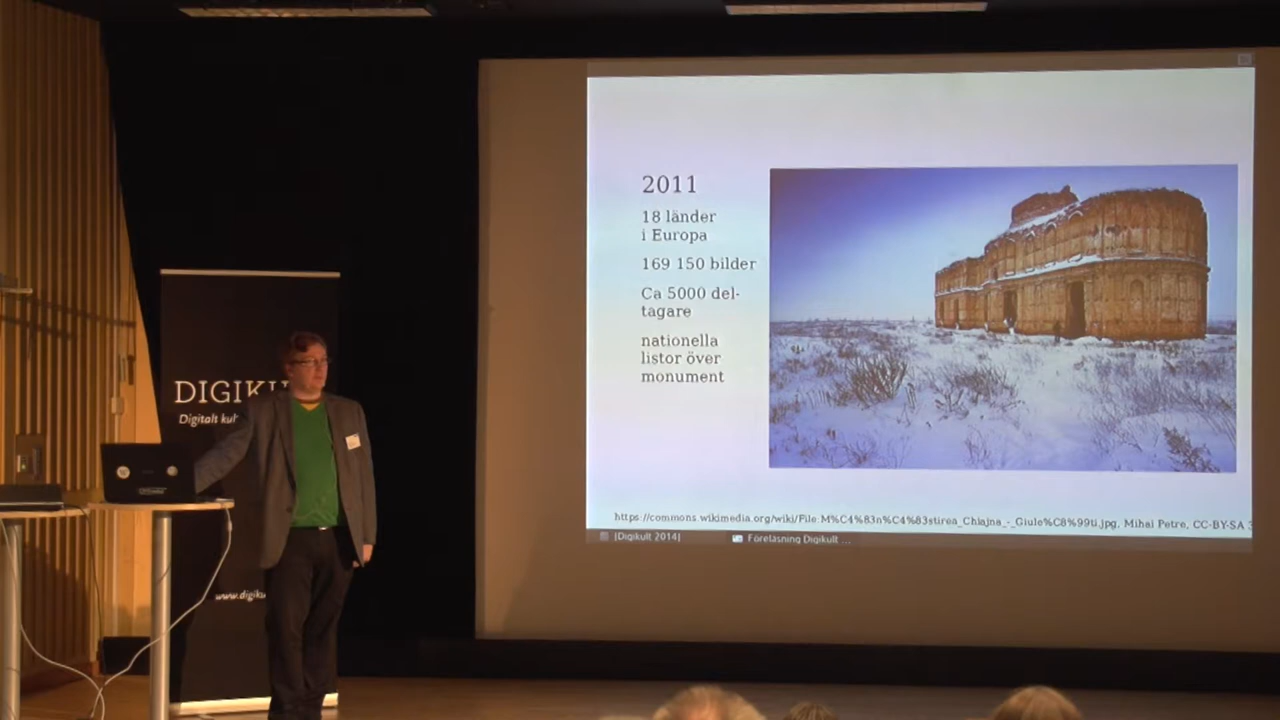 2011
18 länder
i Europa
169 150 bilder
Ca 5000 del-
tagare
nationella
listor över
monument
https://commons.wikimedia.org/wiki/File:M%C4%83n%C4%83stirea_Chiajna_-_Giule%C8%99ti.jpg, Mihai Petre, CC-BY-SA 3
[Digikult 2014]
Föreläsning Digikult ...
DIGIKU
Digitalt kul
www.digiku